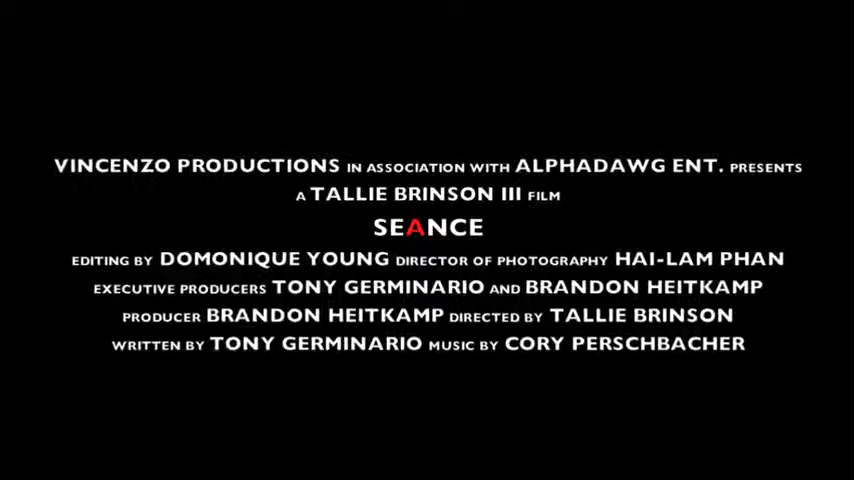 VINCENZO PRODUCTIONS IN ASSOCIATION WITH ALPHADAWG ENT. PRESENTS
A TALLIE BRINSON III FILM
SEANCE
EDITING BY DOMONIQUE YOUNG DIRECTOR OF PHOTOGRAPHY HAI-LAM PHAN
EXECUTIVE PRODUCERS TONY GERMINARIO AND BRANDON HEITKAMP
PRODUCER BRANDON HEITKAMP DIRECTED BY TALLIE BRINSON
WRITTEN BY TONY GERMINARIO MUSIC BY CORY PERSCHBACHER